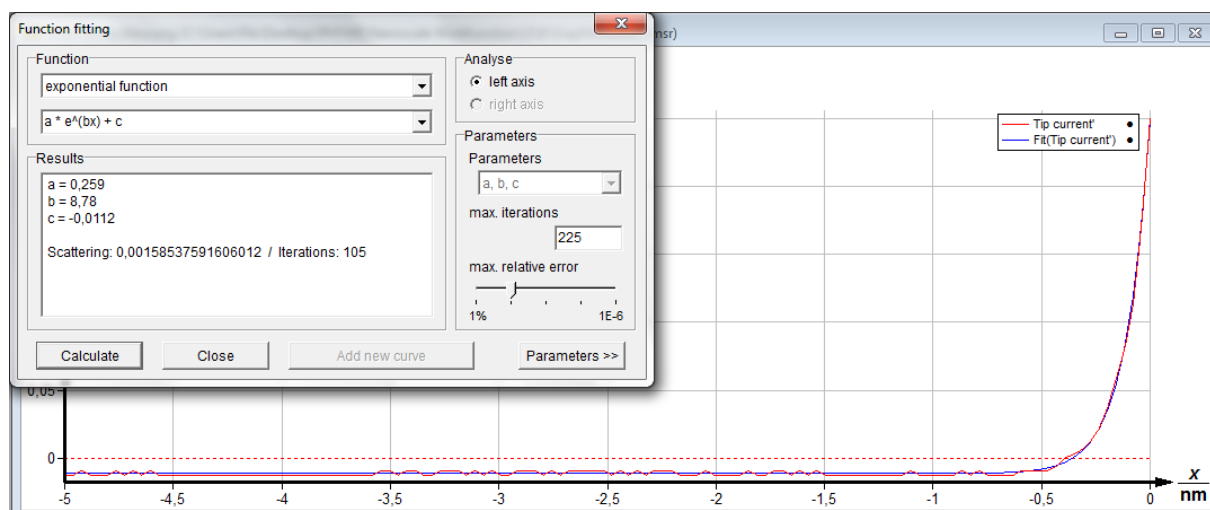 Function fitting
x
msr)
Function
exponential function
a * e^(bx) + c
Analyse
left axis
right axis
Results
a = 0,259
b = 8,78
c = -0,0112
Scattering: 0,00158537591606012 / Iterations: 105
Parameters
Parameters
a, b, c
max. iterations
225
max. relative error
1%
1E-6
Calculate
Close
Add new curve
Parameters >>
Tip current'
Fit(Tip current')
0,05
0
-5
-4,5
-4
-3,5
-3
-2,5
-2
-1,5
-1
-0,5
0
x
nm